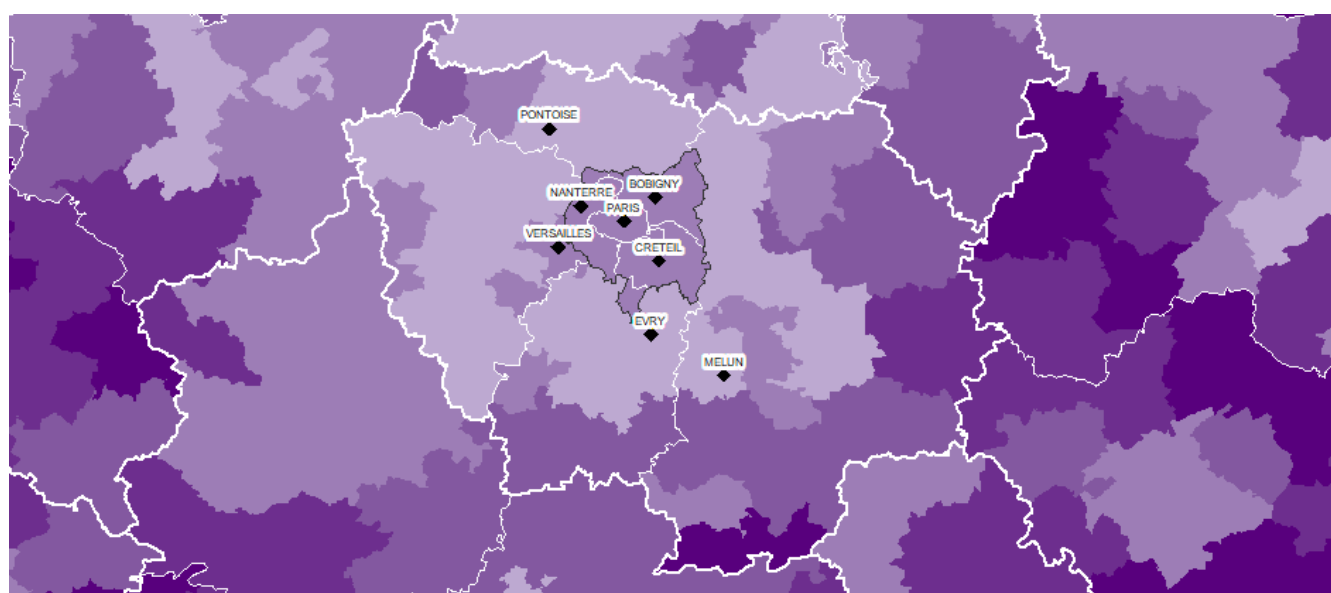 PONTOISE
BOBIGNY
NANTERRE
PARIS
VERSAILLES
CRETEIL
EVRY
MELUN